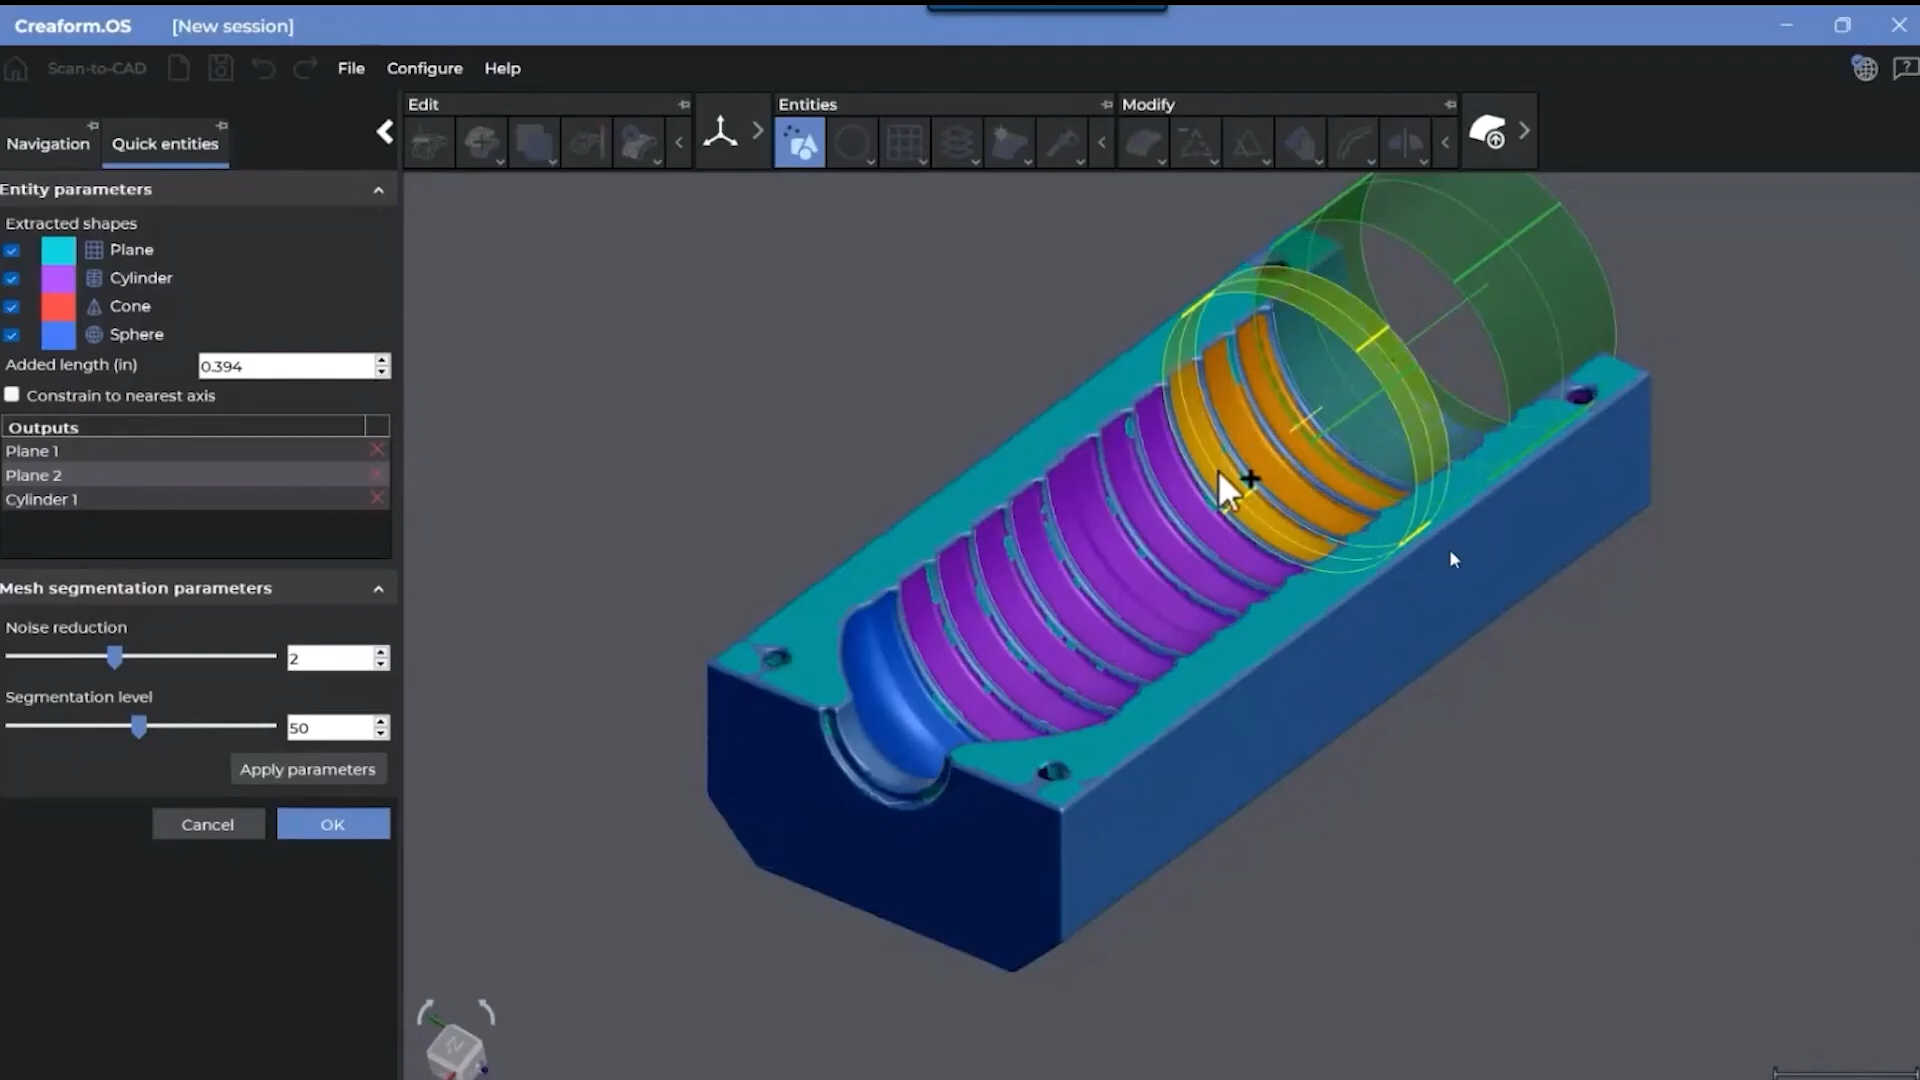 Creaform.OS [New session]
Scan-to-CAD File Configure Help
Edit Entities Modify
Navigation Quick entities
Entity parameters
Extracted shapes
Plane
Cylinder
Cone
Sphere
Added length (in) 0.394
Constrain to nearest axis
Outputs
Plane 1
Plane 2
Cylinder 1
Mesh segmentation parameters
Noise reduction
2
Segmentation level
50
Apply parameters
Cancel OK
Z